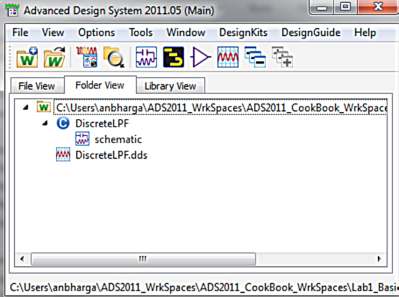 Advanced Design System 2011.05 (Main)
File View Options Tools Window DesignKits DesignGuide Help
File View Folder View Library View
C:\Users\anbharga\ADS2011_WrkSpaces\ADS2011_CookBook_WrkSpace
DiscreteLPF
schematic
DiscreteLPF.dds
C:\Users\anbharga\ADS2011_WrkSpaces\ADS2011_CookBook_WrkSpaces\Lab1_Basi